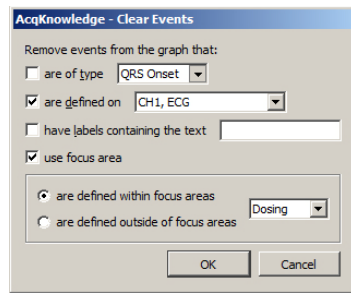 AcqKnowledge - Clear Events
Remove events from the graph that:
are of type QRS Onset
are defined on CH1, ECG
have labels containing the text
use focus area
are defined within focus areas
Dosing
are defined outside of focus areas
OK Cancel